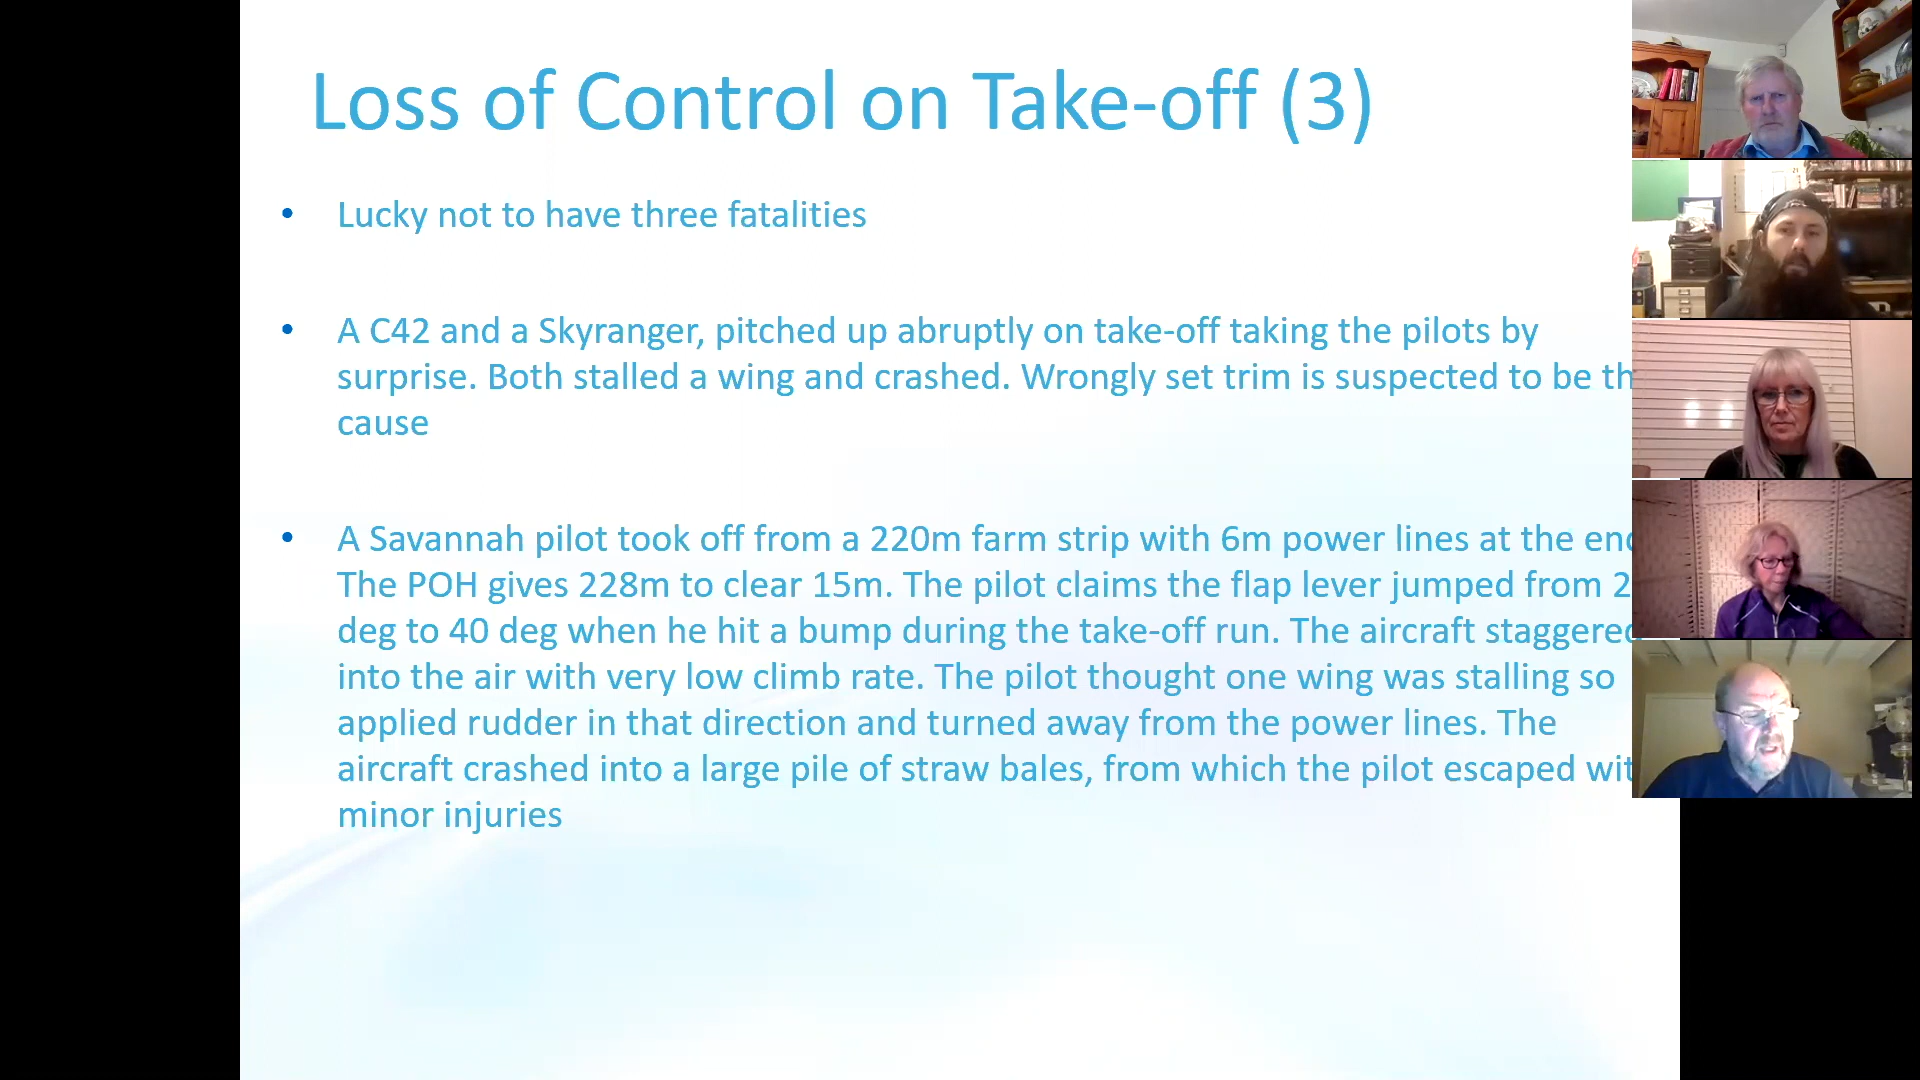 Loss of Control on Take-off (3)
• Lucky not to have three fatalities
• A C42 and a Skyranger, pitched up abruptly on take-off taking the pilots by
surprise. Both stalled a wing and crashed. Wrongly set trim is suspected to be th
cause
• A Savannah pilot took off from a 220m farm strip with 6m power lines at the end
The POH gives 228m to clear 15m. The pilot claims the flap lever jumped from 2
deg to 40 deg when he hit a bump during the take-off run. The aircraft staggered
into the air with very low climb rate. The pilot thought one wing was stalling so
applied rudder in that direction and turned away from the power lines. The
aircraft crashed into a large pile of straw bales, from which the pilot escaped wit
minor injuries